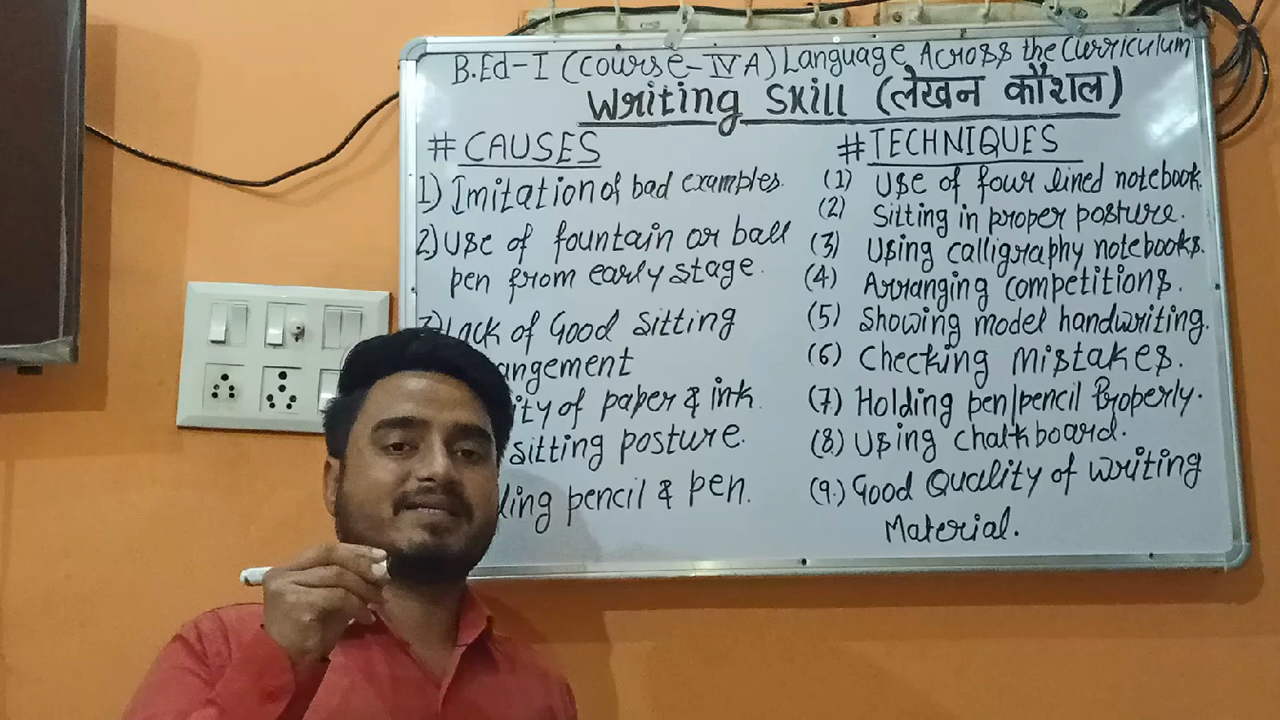 B.Ed-I (Course-IV A) Language Across the Curriculum
Writing Skill (लेखन कौशल)
# CAUSES
1) Imitation of bad examples.
2) Use of fountain or ball
pen from early stage.
Lack of Good Sitting
of paper & ink.
sitting posture.
pencil & pen.
# TECHNIQUES
(1) Use of four lined notebook.
(2) Sitting in proper posture.
(3) Using calligraphy notebooks.
(4) Arranging competitions.
(5) Showing model handwriting.
(6) Checking Mistakes.
(7) Holding pen/pencil Properly.
(8) Using Chalkboard.
(9.) Good Quality of writing
Material.